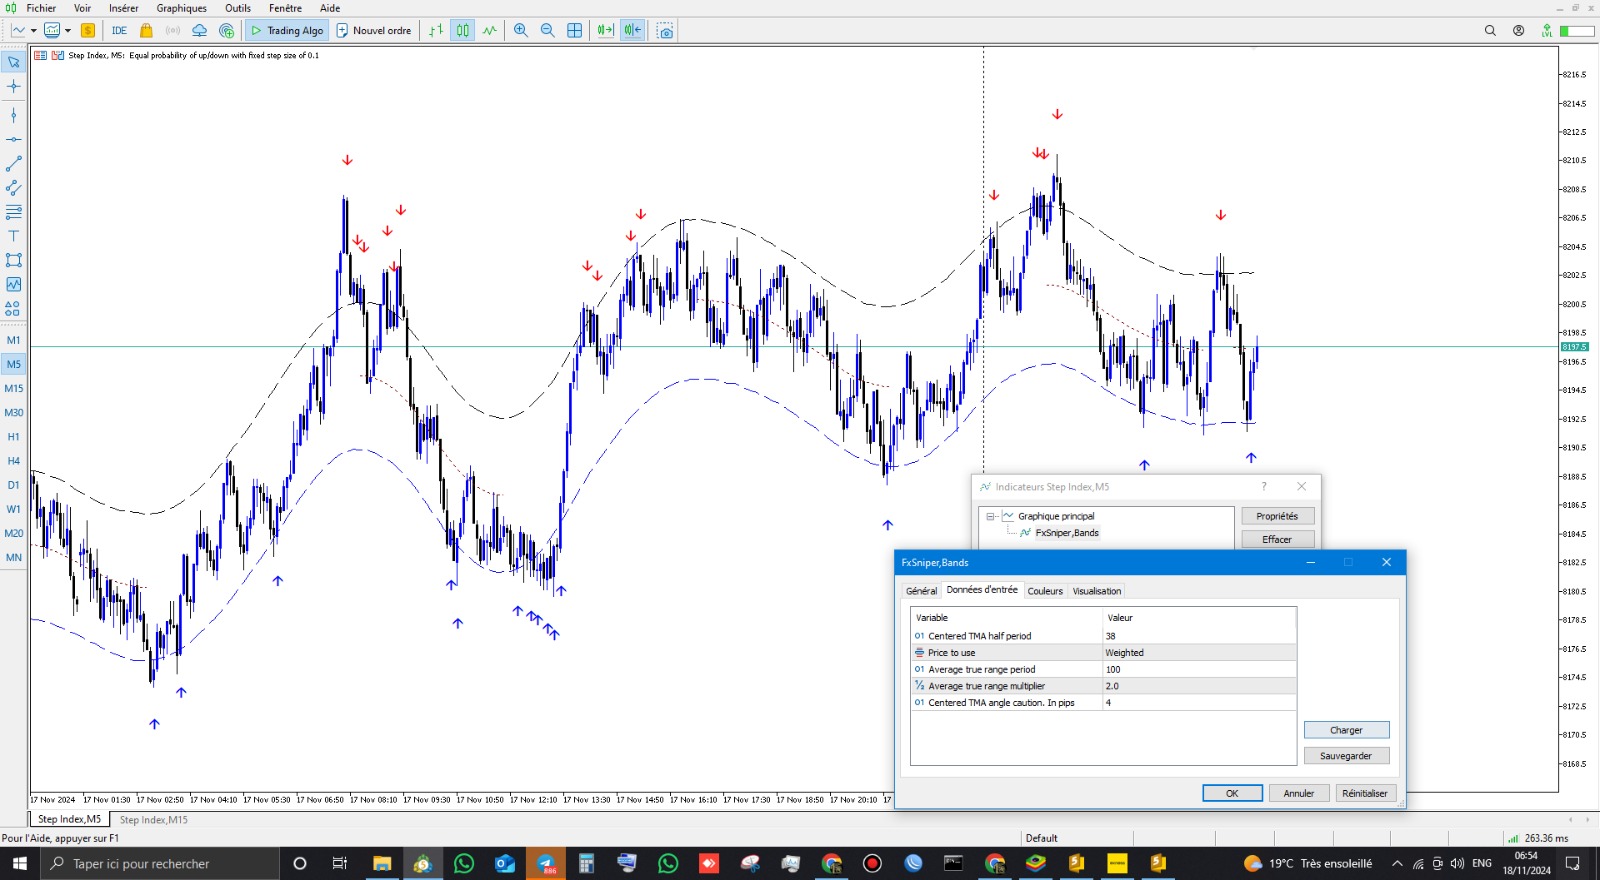 Fichier Voir Insérer Graphiques Outils Fenêtre Aide
IDE Trading Algo Nouvel ordre LVL
Step Index, M5: Equal probability of up/down with fixed step size of 0.1
8216.5
8214.5
8212.5
8210.5
8208.5
8206.5
8204.5
8202.5
8200.5
8198.5
8197.5
8196.5
8194.5
8192.5
8190.5
8188.5
8186.5
8184.5
8182.5
8180.5
8178.5
8176.5
8174.5
8172.5
8170.5
8168.5
M1
M5
M15
M30
H1
H4
D1
W1
M20
MN
Indicateurs Step Index,M5 ?
Graphique principal
FxSniper,Bands
Propriétés
Effacer
FxSniper,Bands
Général Données d'entrée Couleurs Visualisation
Variable Valeur
01 Centered TMA half period 38
Price to use Weighted
01 Average true range period 100
½ Average true range multiplier 2.0
01 Centered TMA angle caution. In pips 4
Charger
Sauvegarder
OK Annuler Réinitialiser
17 Nov 2024 17 Nov 01:30 17 Nov 02:50 17 Nov 04:10 17 Nov 05:30 17 Nov 06:50 17 Nov 08:10 17 Nov 09:30 17 Nov 10:50 17 Nov 12:10 17 Nov 13:30 17 Nov 14:50 17 Nov 16:10 17 Nov 17:30 17 Nov 18:50 17 Nov 20:10 17
Step Index,M5 Step Index,M15
Pour l'Aide, appuyer sur F1 Default 263.36 ms
Taper ici pour rechercher 19°C Très ensoleillé ENG 06:54
18/11/2024